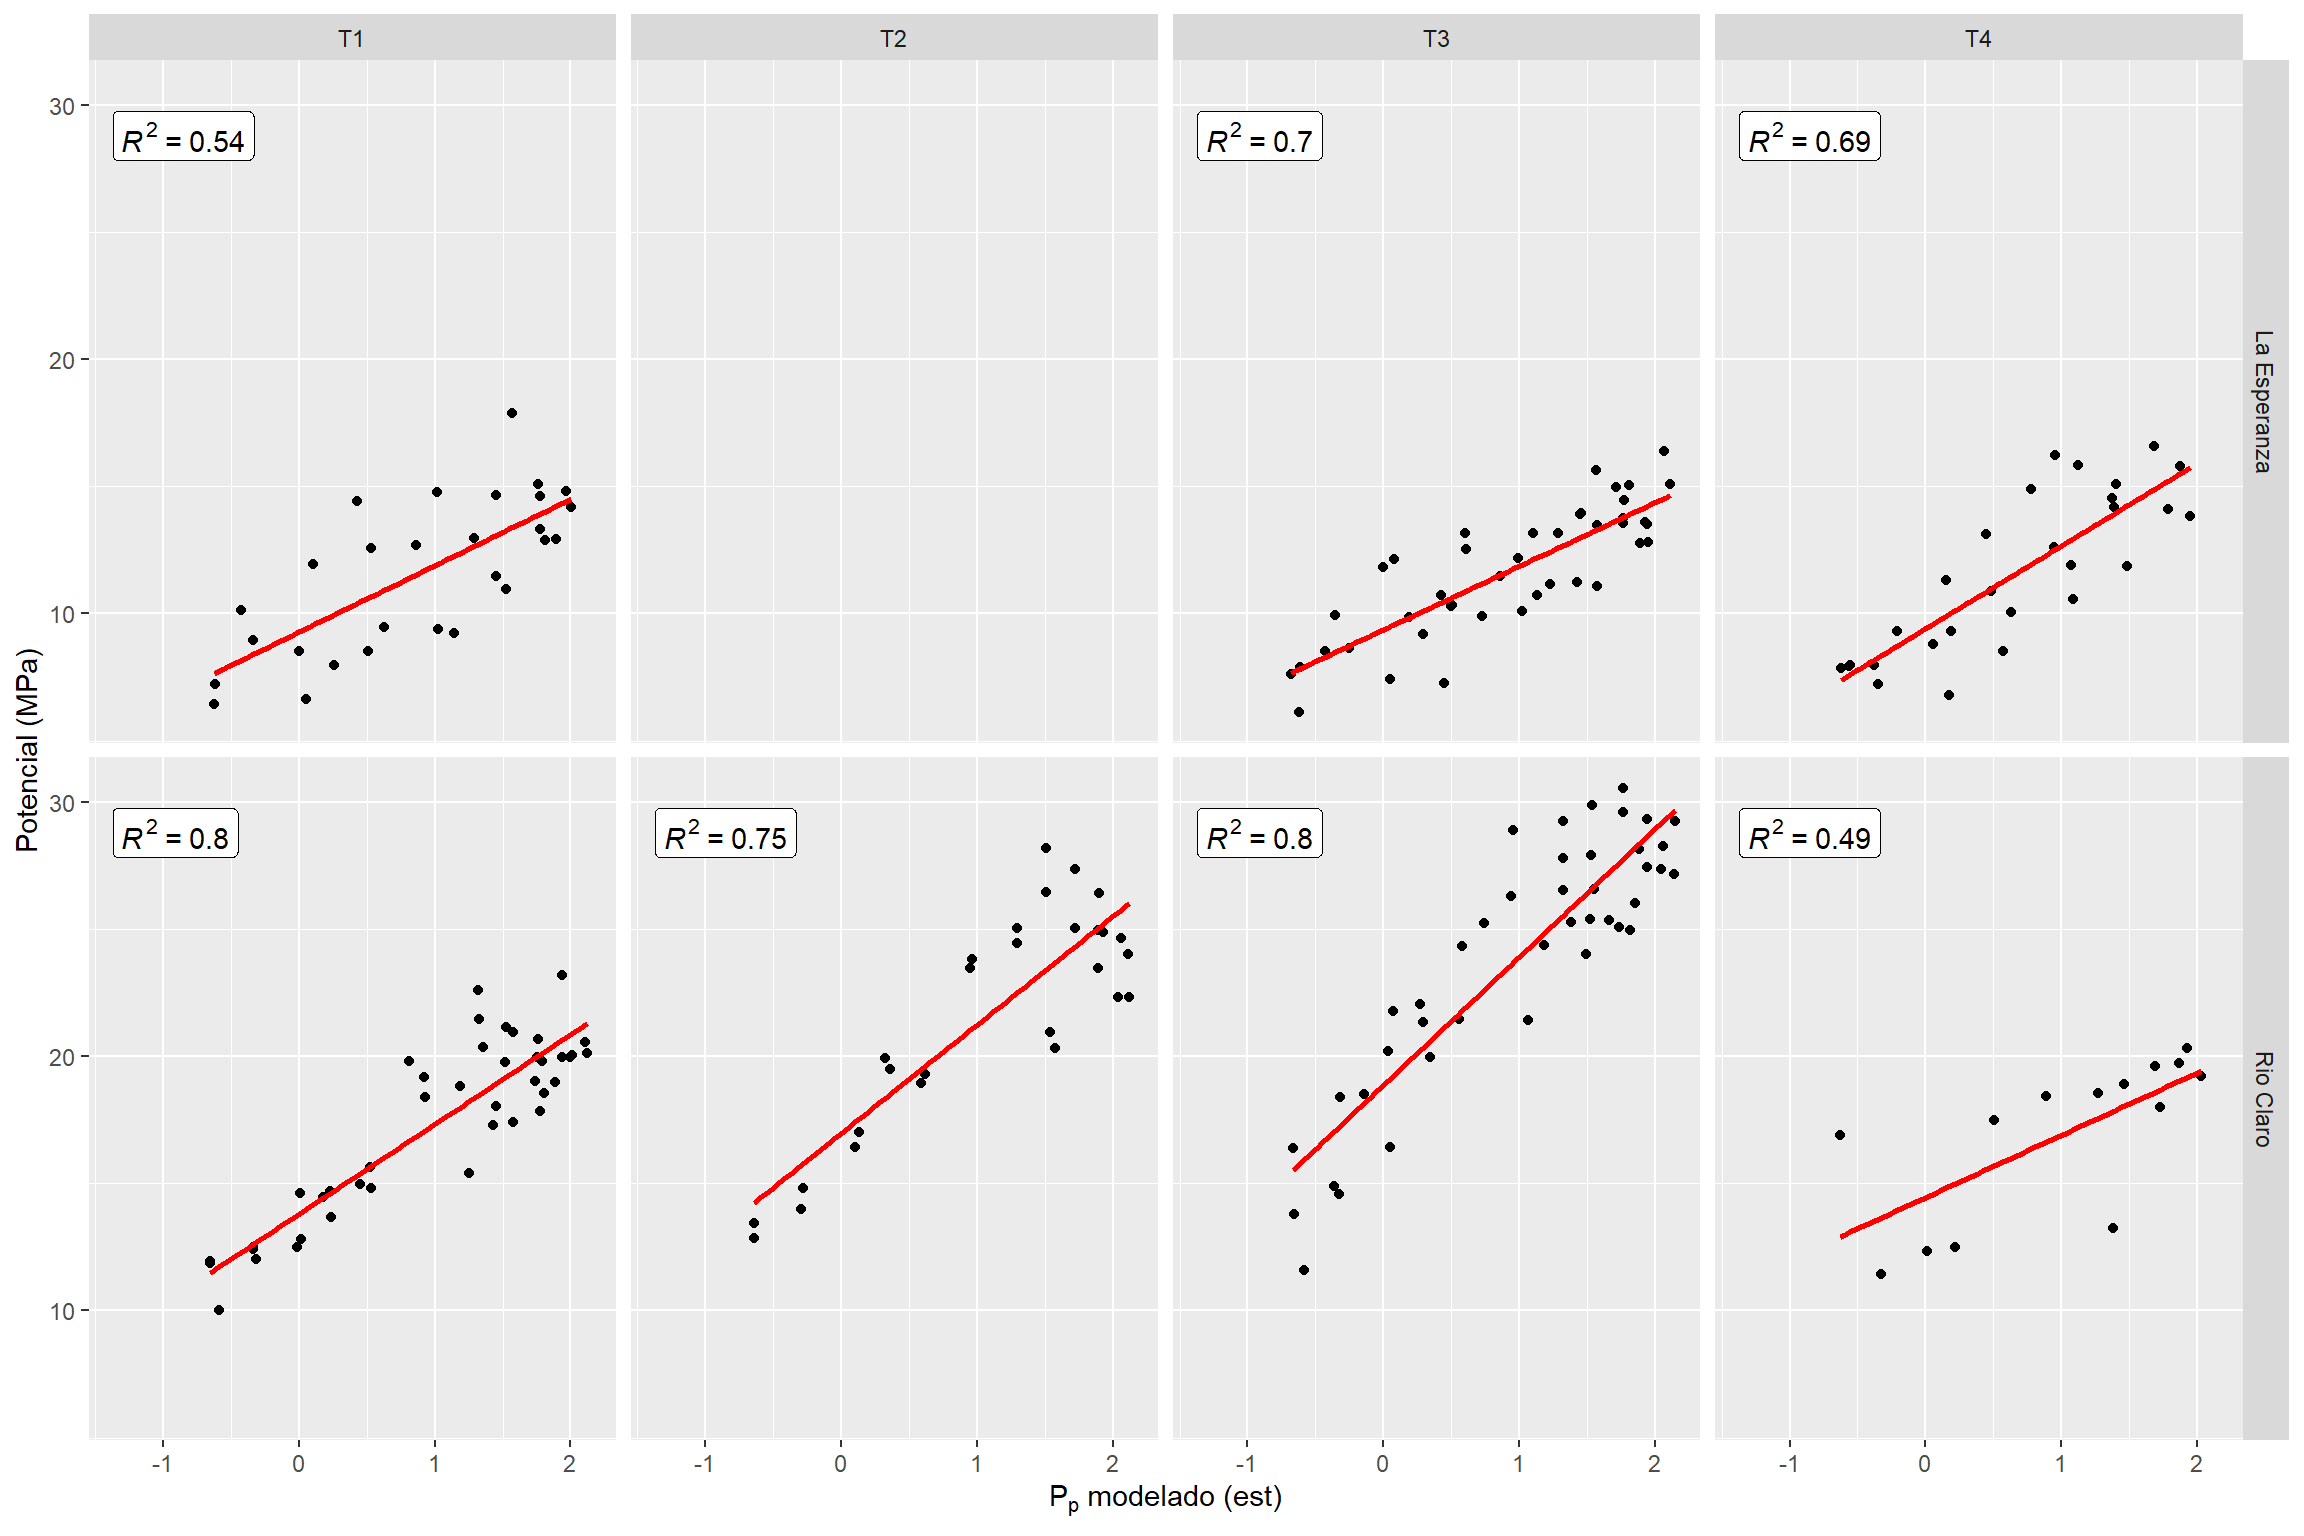 T1 T2 T3 T4
30
R² = 0.54
R² = 0.7
R² = 0.69
20
10
La Esperanza
30
R² = 0.8
R² = 0.75
R² = 0.8
R² = 0.49
20
10
Rio Claro
Potencial (MPa)
-1 0 1 2 -1 0 1 2 -1 0 1 2 -1 0 1 2
Pₚ modelado (est)